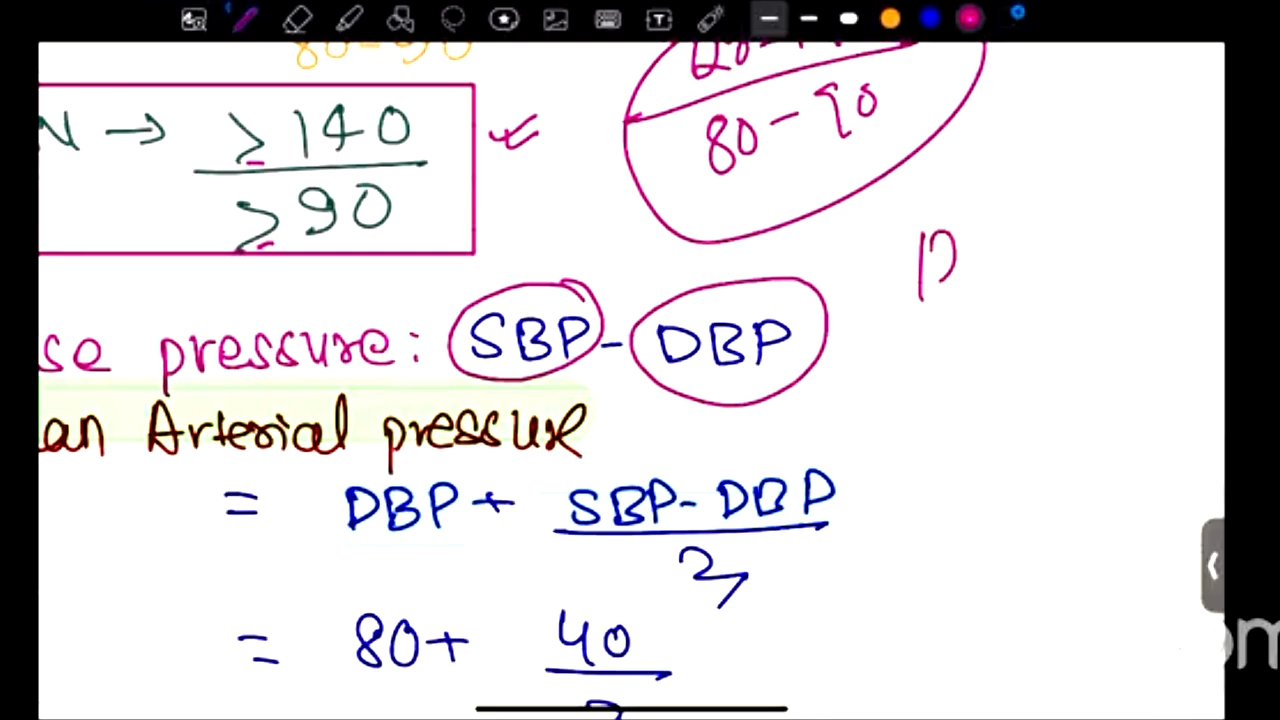 80-90
80-90
N → ≥140
≥90
se pressure: SBP - DBP
an Arterial pressure
= DBP + SBP - DBP
3
= 80+ 40
om